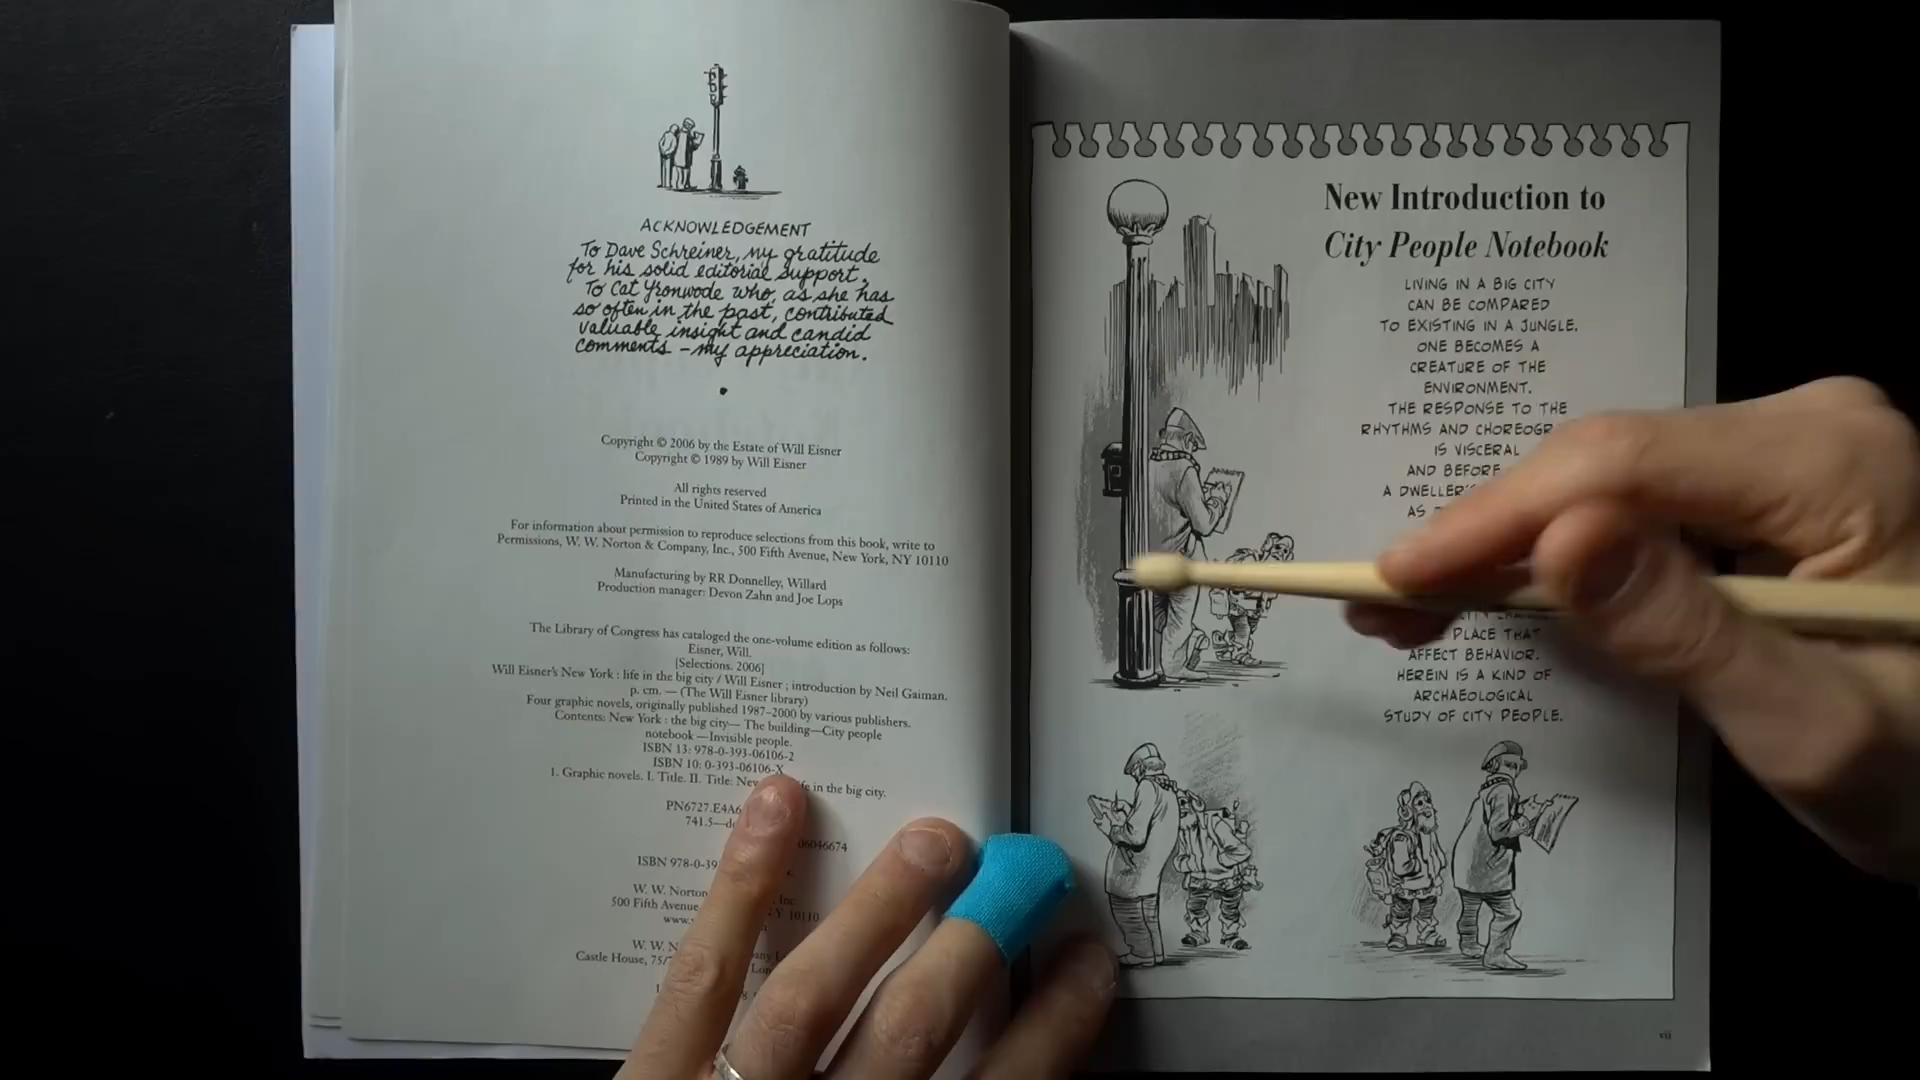 ACKNOWLEDGEMENT
To Dave Schreiner, my gratitude
for his solid editorial support.
To Cat Yronwode who, as she has
so often in the past, contributed
valuable insight and candid
comments - my appreciation.
Copyright © 2006 by the Estate of Will Eisner
Copyright © 1989 by Will Eisner
All rights reserved
Printed in the United States of America
For information about permission to reproduce selections from this book, write to
Permissions, W. W. Norton & Company, Inc., 500 Fifth Avenue, New York, NY 10110
Manufacturing by RR Donnelley, Willard
Production manager: Devon Zahn and Joe Lops
The Library of Congress has cataloged the one-volume edition as follows:
Eisner, Will.
[Selections. 2006]
Will Eisner's New York : life in the big city / Will Eisner ; introduction by Neil Gaiman.
p. cm. — (The Will Eisner library)
Four graphic novels, originally published 1987–2000 by various publishers.
Contents: New York : the big city— The building—City people
notebook —Invisible people.
ISBN 13: 978-0-393-06106-2
ISBN 10: 0-393-06106-X
1. Graphic novels. I. Title. II. Title: New in the big city.
PN6727.E4A6
741.5—
06046674
ISBN 978-0-39
W. W. Norton Inc
500 Fifth Avenue 10110
W. W.
Castle House, 75/
New Introduction to
City People Notebook
LIVING IN A BIG CITY
CAN BE COMPARED
TO EXISTING IN A JUNGLE.
ONE BECOMES A
CREATURE OF THE
ENVIRONMENT.
THE RESPONSE TO THE
RHYTHMS AND
IS VISCERAL
AND BEFORE
A DWELLER'S
AS
PLACE THAT
AFFECT BEHAVIOR.
HEREIN IS A KIND OF
ARCHAEOLOGICAL
STUDY OF CITY PEOPLE.
vii